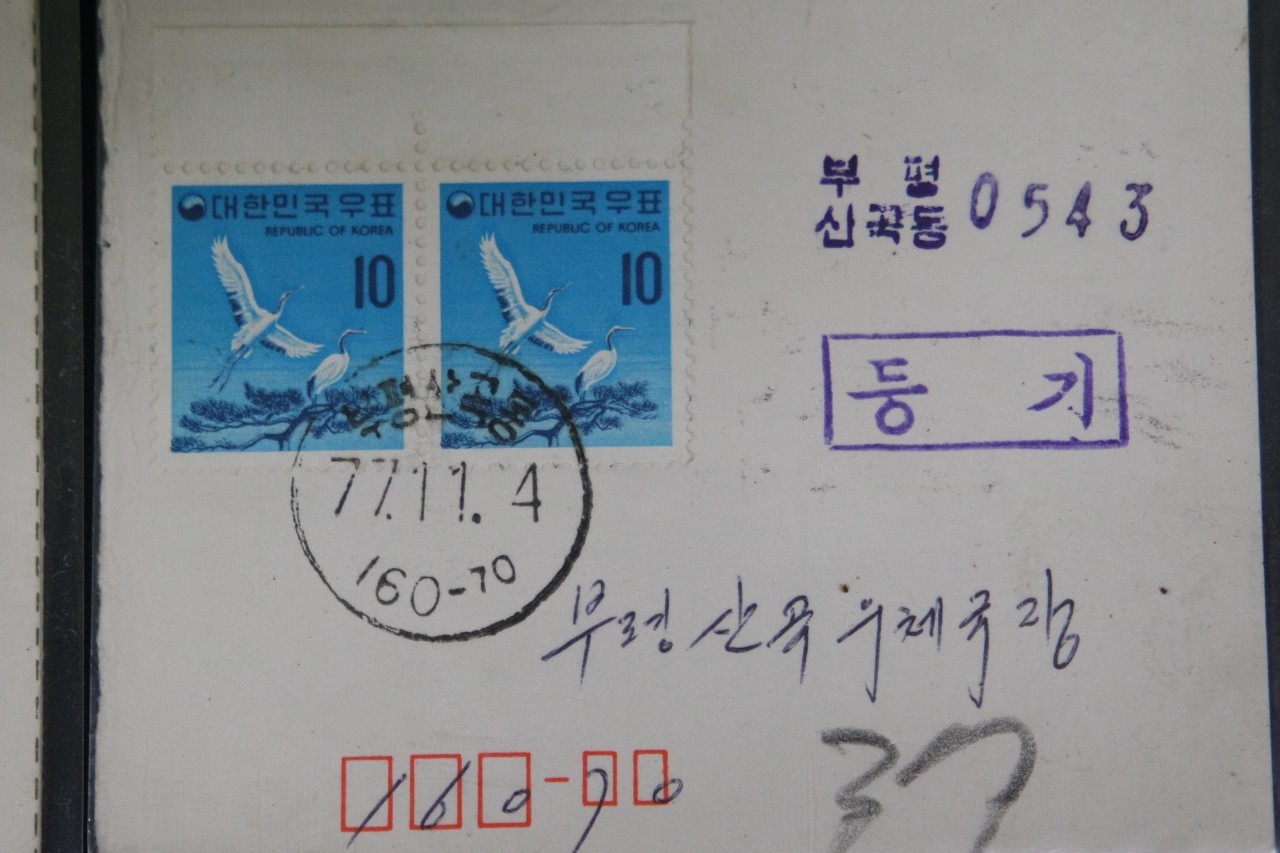 대한민국우표
REPUBLIC OF KOREA
10
대한민국우표
REPUBLIC OF KOREA
10
부 평
신곡동 0543
등 기
77.11.4
160-70
부평 산곡 우체국장
160-70
37